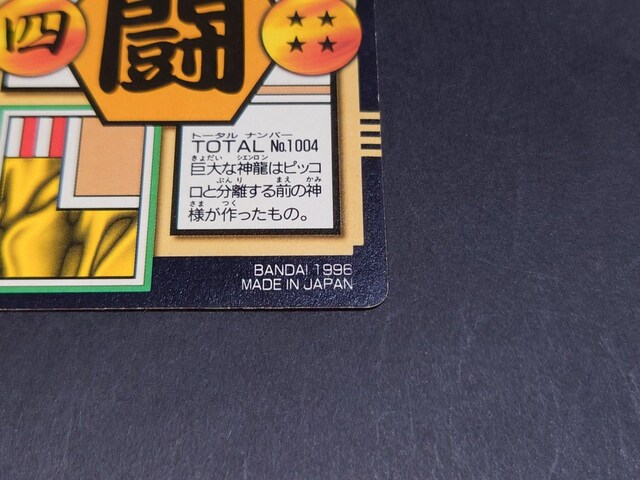 四
闘
トータル ナンバー
TOTAL No.1004
きょだい シェンロン
巨大な神龍はピッコ
ぶんり まえ かみ
ロと分離する前の神
さま つく
様が作ったもの。
BANDAI 1996
MADE IN JAPAN